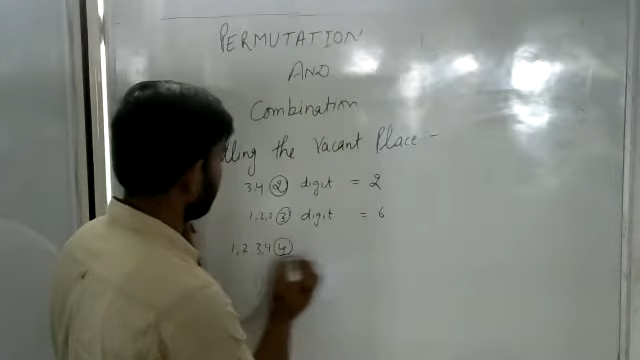 PERMUTATION
AND
Combination
lling the Vacant Place -
3,4 2 digit = 2
1,2,3 3 digit = 6
1,2,3,4 4